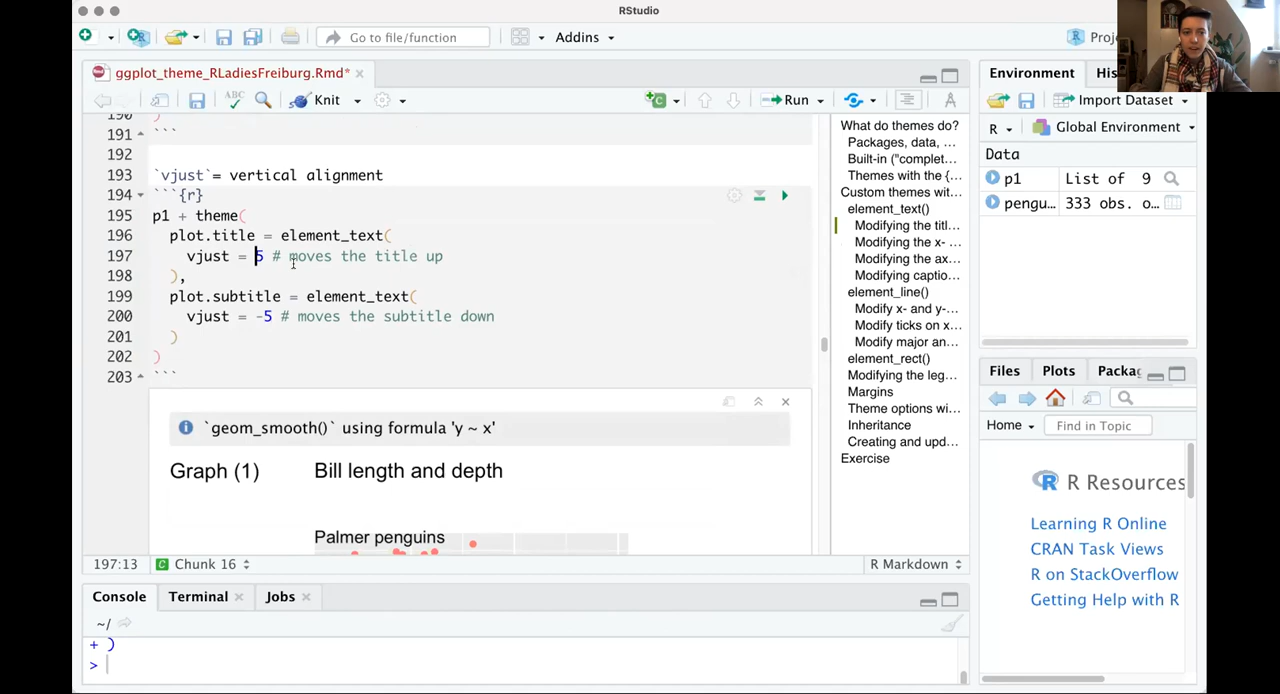 RStudio
Go to file/function
Addins
Proje
ggplot_theme_RLadiesFreiburg.Rmd*
Environment
His
ABC
Knit
Run
Import Dataset
R
Global Environment
Data
p1
List of 9
pengu…
333 obs. o…
190 )
191 ```
192
193 `vjust`= vertical alignment
194 ```{r}
195 p1 + theme(
196 plot.title = element_text(
197 vjust = 5 # moves the title up
198 ),
199 plot.subtitle = element_text(
200 vjust = -5 # moves the subtitle down
201 )
202 )
203 ```
`geom_smooth()` using formula 'y ~ x'
Graph (1) Bill length and depth
Palmer penguins
What do themes do?
Packages, data, …
Built-in ("complet…
Themes with the {…
Custom themes wit…
element_text()
Modifying the titl…
Modifying the x- …
Modifying the ax…
Modifying captio…
element_line()
Modify x- and y-…
Modify ticks on x…
Modify major an…
element_rect()
Modifying the leg…
Margins
Theme options wi…
Inheritance
Creating and upd…
Exercise
Files
Plots
Packag
Home
Find in Topic
R Resources
Learning R Online
CRAN Task Views
R on StackOverflow
Getting Help with R
197:13
C Chunk 16
R Markdown
Console
Terminal
Jobs
~/
+ )
>